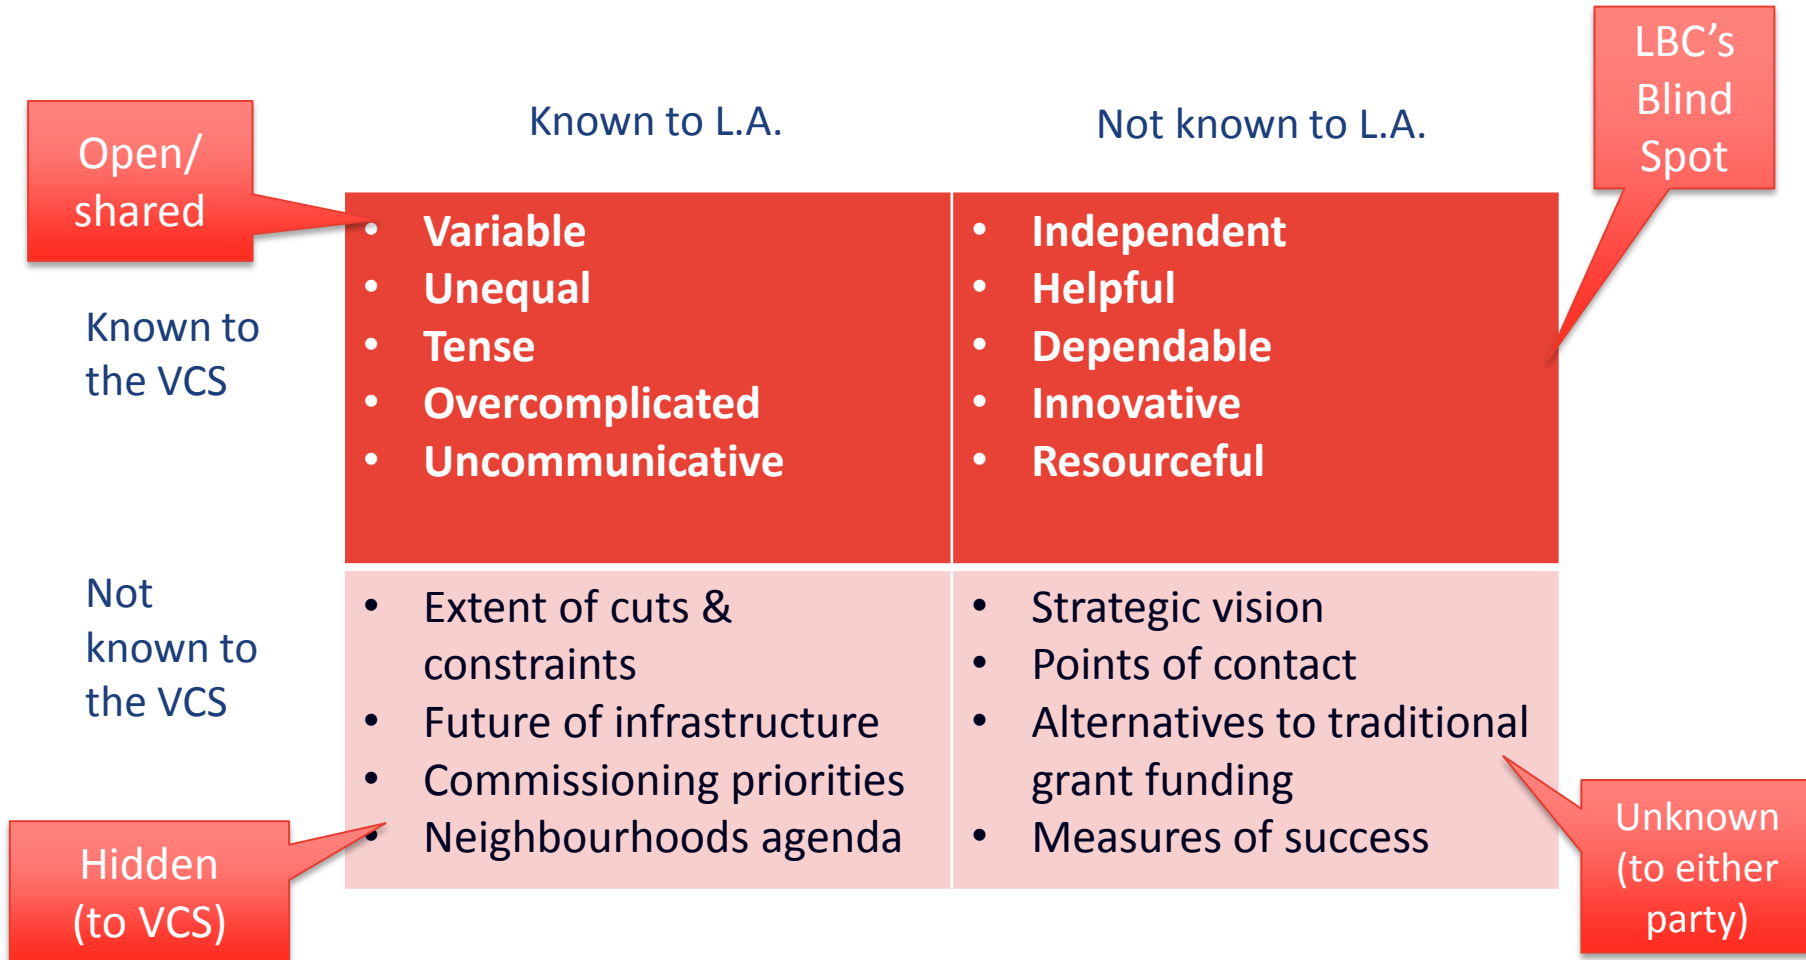 LBC’s
Blind
Spot
Known to L.A.
Not known to L.A.
Open/
shared
Known to
the VCS
• Variable
• Unequal
• Tense
• Overcomplicated
• Uncommunicative
• Independent
• Helpful
• Dependable
• Innovative
• Resourceful
Not
known to
the VCS
• Extent of cuts &
constraints
• Future of infrastructure
• Commissioning priorities
• Neighbourhoods agenda
• Strategic vision
• Points of contact
• Alternatives to traditional
grant funding
• Measures of success
Hidden
(to VCS)
Unknown
(to either
party)